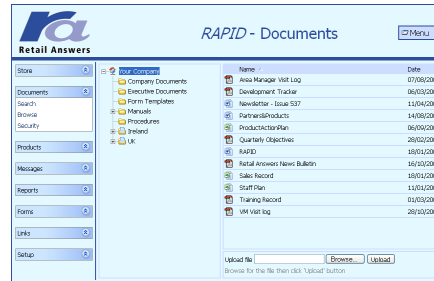 Retail Answers
RAPID - Documents
Menu
Store
Documents
Search
Browse
Security
Products
Messages
Reports
Forms
Links
Setup
Your Company
Company Documents
Executive Documents
Form Templates
Manuals
Procedures
Ireland
UK
Name Date
Area Manager Visit Log 07/08/20
Development Tracker 06/03/20
Newsletter - Issue 537 11/04/20
Partners&Products 14/08/20
ProductActionPlan 06/09/20
Quarterly Objectives 28/02/20
RAPID 18/01/20
Retail Answers News Bulletin 16/10/20
Sales Record 18/01/20
Staff Plan 11/01/20
Training Record 01/03/20
VM Visit log 28/10/20
Upload file Browse... Upload
Browse for the file then click 'Upload' button